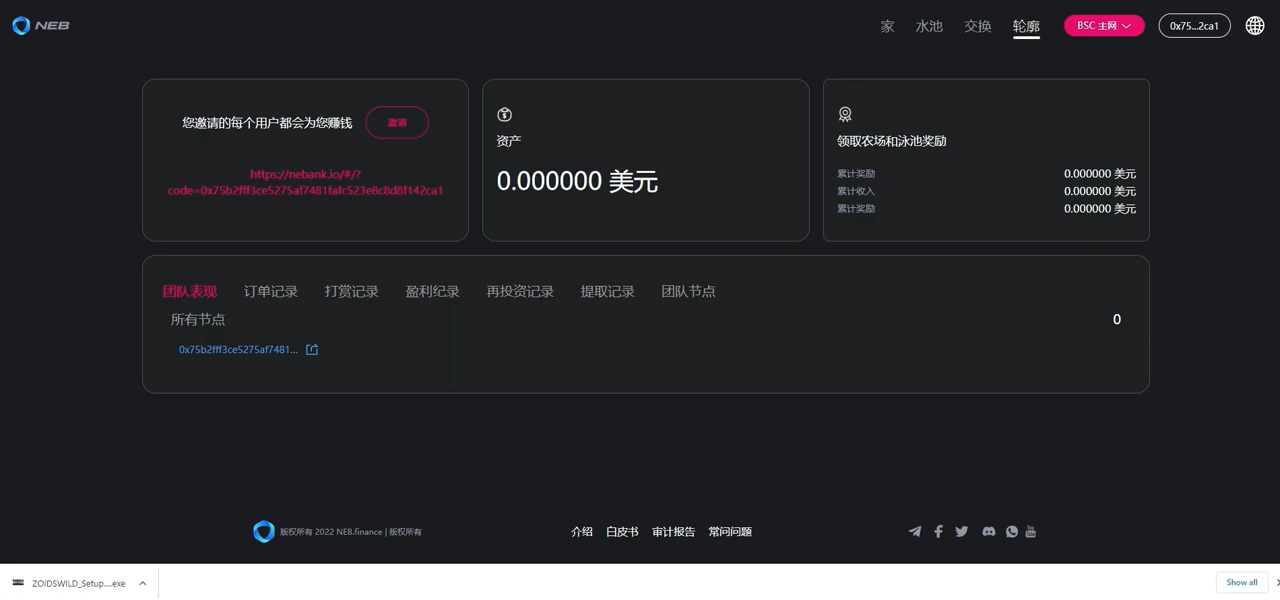 NEB
家 水池 交换 轮廓 BSC 主网 0x75...2ca1
您邀请的每个用户都会为您赚钱 邀请
https://nebank.io/#/?
code=0x75b2fff3ce5275af7481fafc523e8c8d8f142ca1
资产
0.000000 美元
领取农场和泳池奖励
累计奖励 0.000000 美元
累计收入 0.000000 美元
累计奖励 0.000000 美元
团队表现 订单记录 打赏记录 盈利纪录 再投资记录 提取记录 团队节点
所有节点 0
0x75b2fff3ce5275af7481...
版权所有 2022 NEB.finance | 版权所有 介绍 白皮书 审计报告 常问问题
ZOIDSWILD_Setup....exe Show all